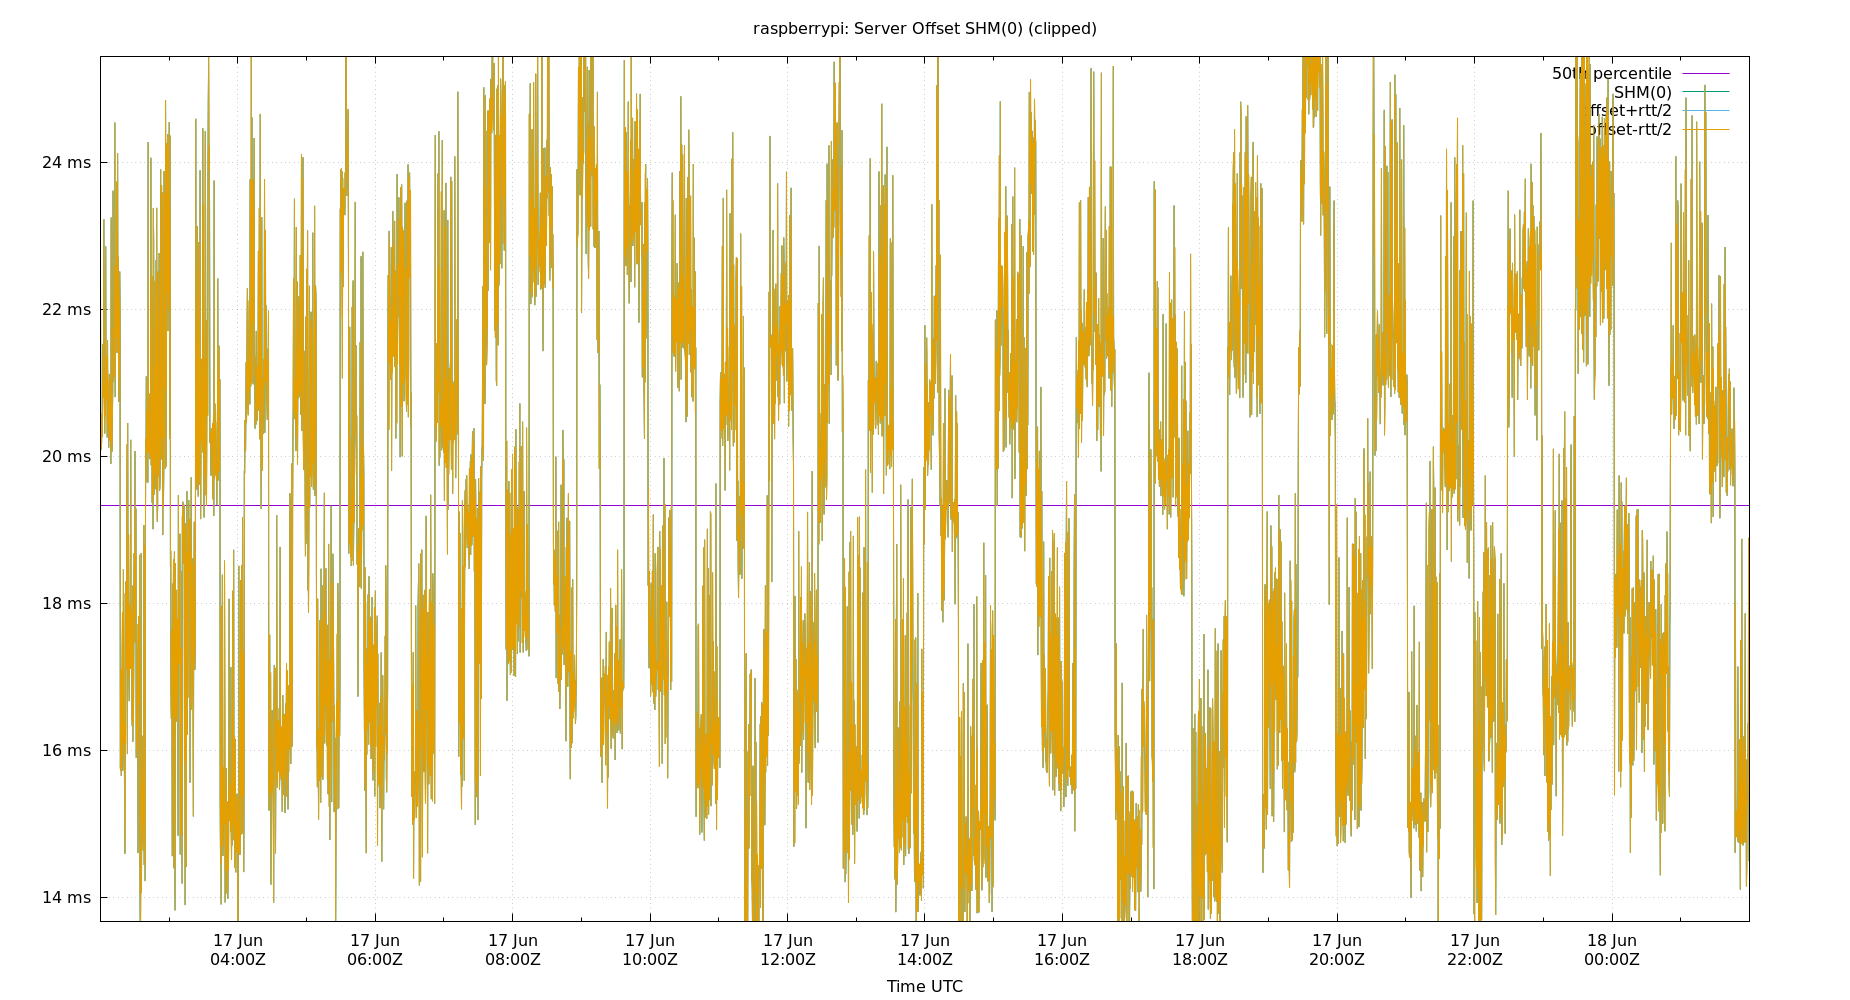 raspberrypi: Server Offset SHM(0) (clipped)
50th percentile
SHM(0)
offset+rtt/2
offset-rtt/2
24 ms
22 ms
20 ms
18 ms
16 ms
14 ms
17 Jun 17 Jun 17 Jun 17 Jun 17 Jun 17 Jun 17 Jun 17 Jun 17 Jun 17 Jun 18 Jun
04:00Z 06:00Z 08:00Z 10:00Z 12:00Z 14:00Z 16:00Z 18:00Z 20:00Z 22:00Z 00:00Z
Time UTC